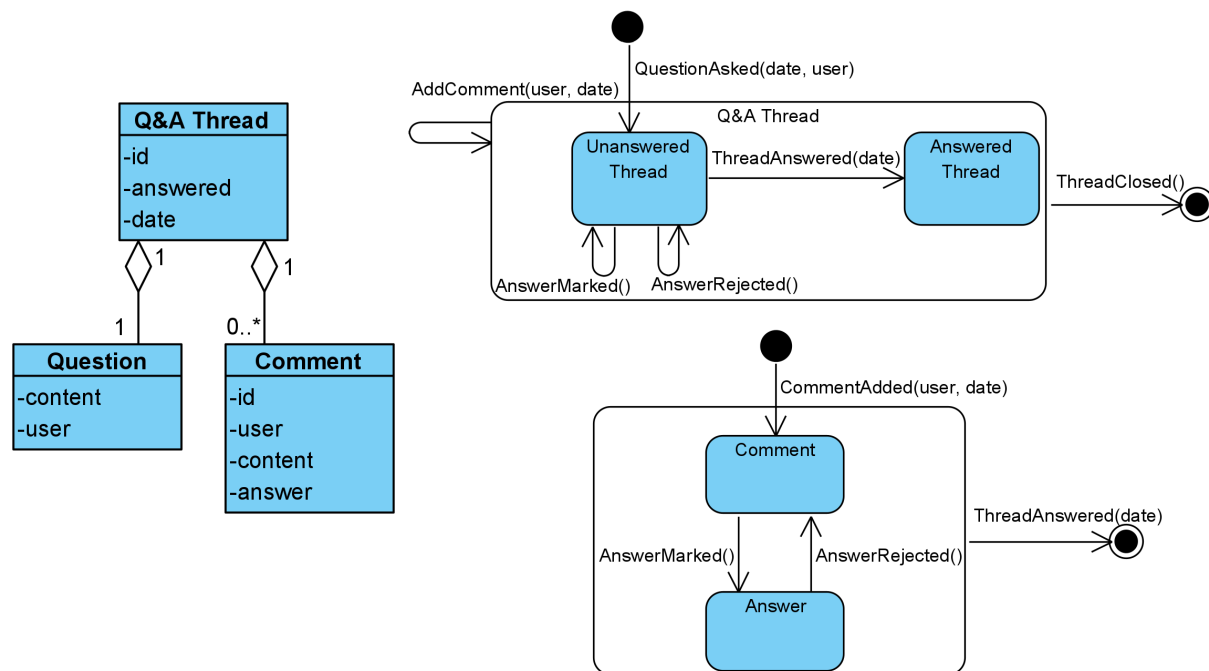 Q&A Thread
-id
-answered
-date
1
1
1
0..*
Question
-content
-user
Comment
-id
-user
-content
-answer
QuestionAsked(date, user)
AddComment(user, date)
Q&A Thread
Unanswered
Thread
ThreadAnswered(date)
Answered
Thread
ThreadClosed()
AnswerMarked()
AnswerRejected()
CommentAdded(user, date)
Comment
ThreadAnswered(date)
AnswerMarked()
AnswerRejected()
Answer